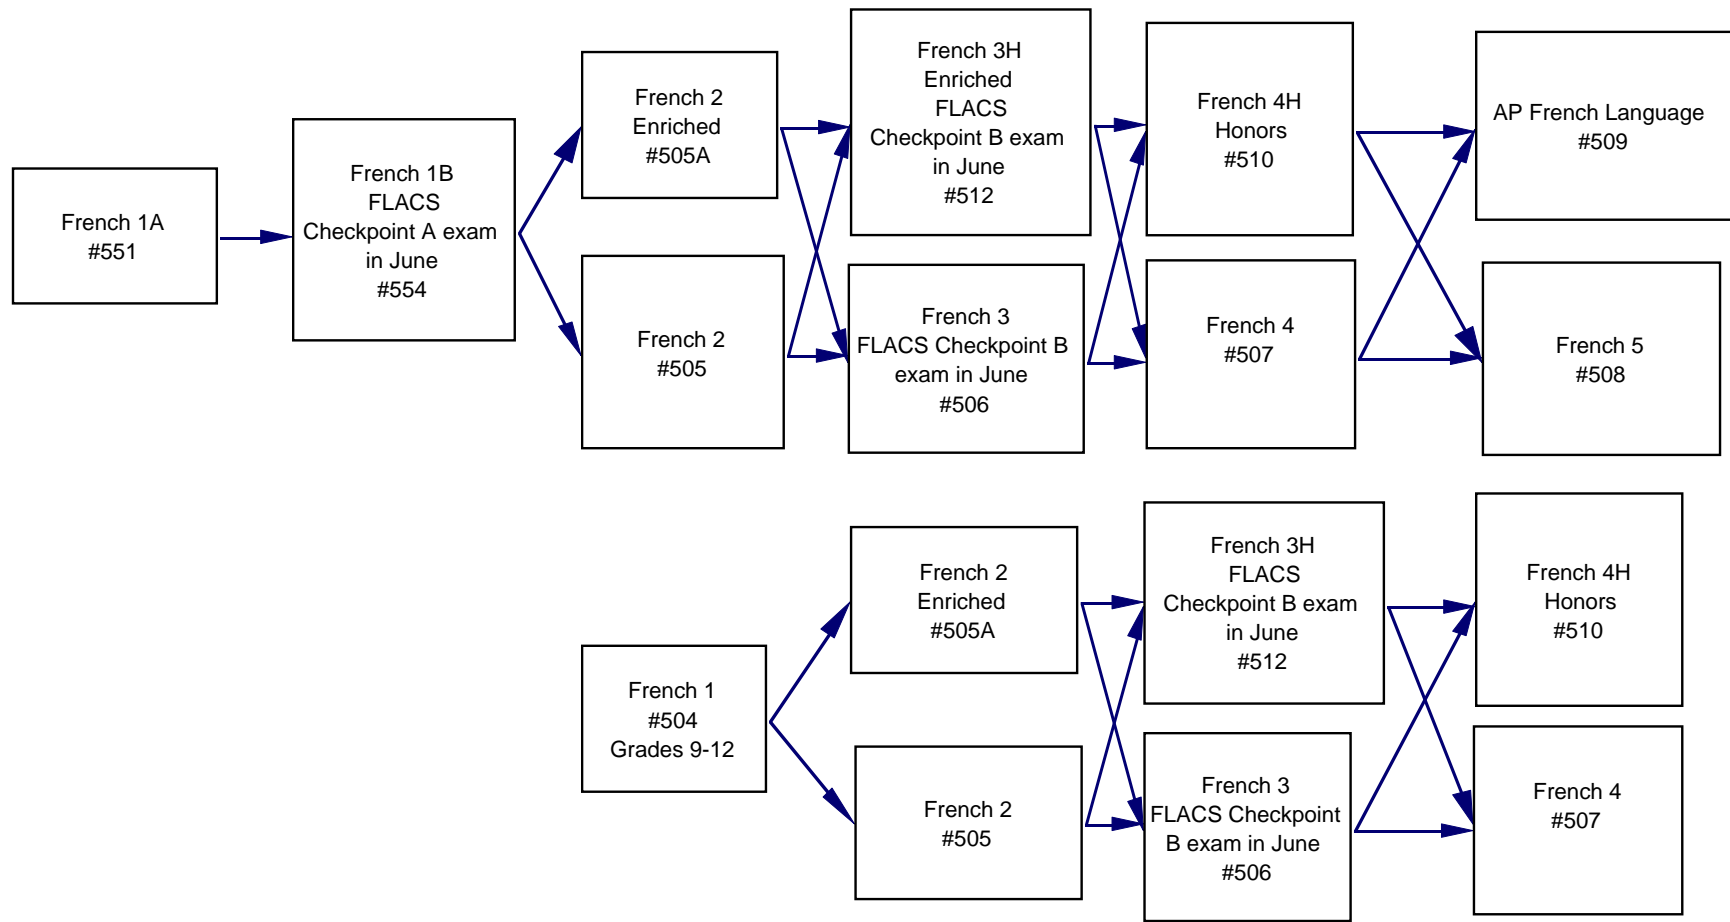 French 1A
#551
French 1B
FLACS
Checkpoint A exam
in June
#554
French 2
Enriched
#505A
French 2
#505
French 3H
Enriched
FLACS
Checkpoint B exam
in June
#512
French 3
FLACS Checkpoint B
exam in June
#506
French 4H
Honors
#510
French 4
#507
AP French Language
#509
French 5
#508
French 1
#504
Grades 9-12
French 2
Enriched
#505A
French 2
#505
French 3H
FLACS
Checkpoint B exam
in June
#512
French 3
FLACS Checkpoint
B exam in June
#506
French 4H
Honors
#510
French 4
#507